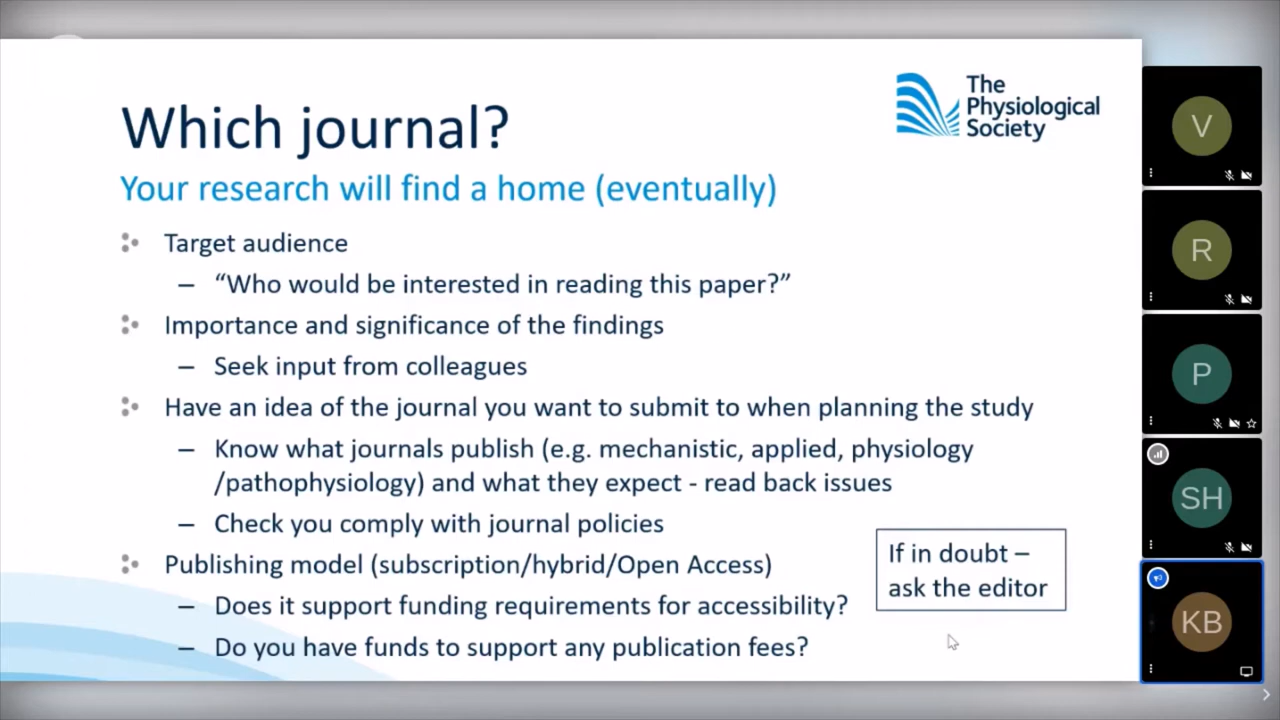 The
Physiological
Society
Which journal?
Your research will find a home (eventually)
Target audience
– “Who would be interested in reading this paper?”
Importance and significance of the findings
– Seek input from colleagues
Have an idea of the journal you want to submit to when planning the study
– Know what journals publish (e.g. mechanistic, applied, physiology
/pathophysiology) and what they expect - read back issues
– Check you comply with journal policies
Publishing model (subscription/hybrid/Open Access)
– Does it support funding requirements for accessibility?
– Do you have funds to support any publication fees?
If in doubt –
ask the editor
V
R
P
SH
KB